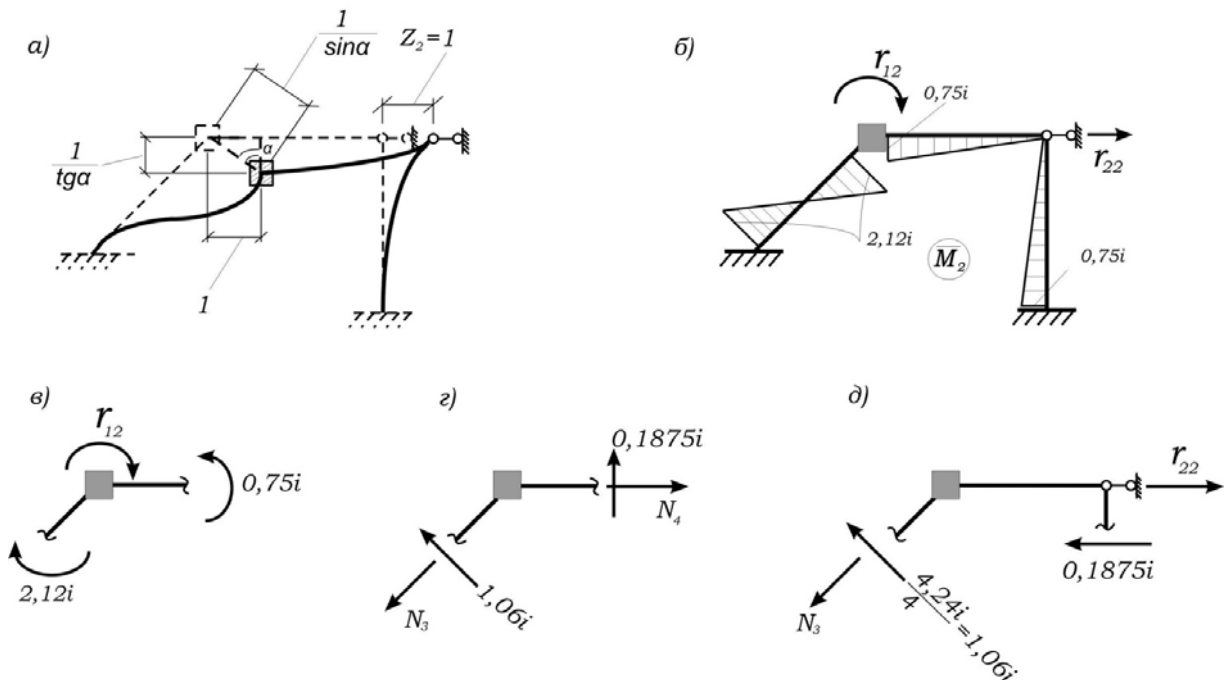 а)
1
sinα
Z₂=1
α
1
tgα
1
б)
r₁₂
0,75i
r₂₂
2,12i
M̅₂
0,75i
в)
r₁₂
0,75i
2,12i
г)
0,1875i
N₄
1,06i
N₃
д)
r₂₂
0,1875i
4,24i
4
=1,06i
N₃